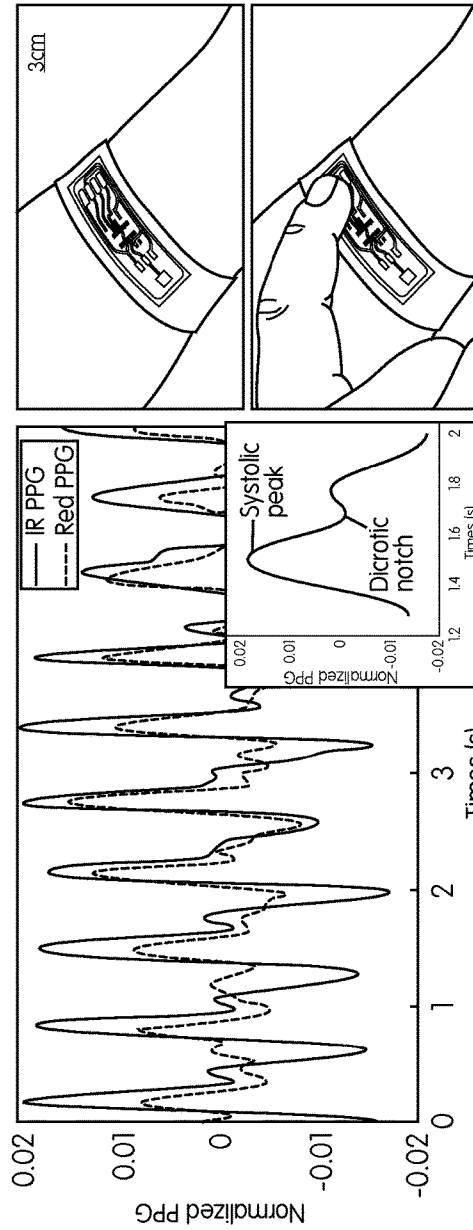 3cm
IR PPG
Red PPG
Normalized PPG
0.02
0.01
0
-0.01
-0.02
0
1
2
3
Times (s)
Systolic
peak
Dicrotic
notch
Normalized PPG
0.02
0.01
0
-0.01
-0.02
1.2
1.4
1.6
1.8
2
Times (s)